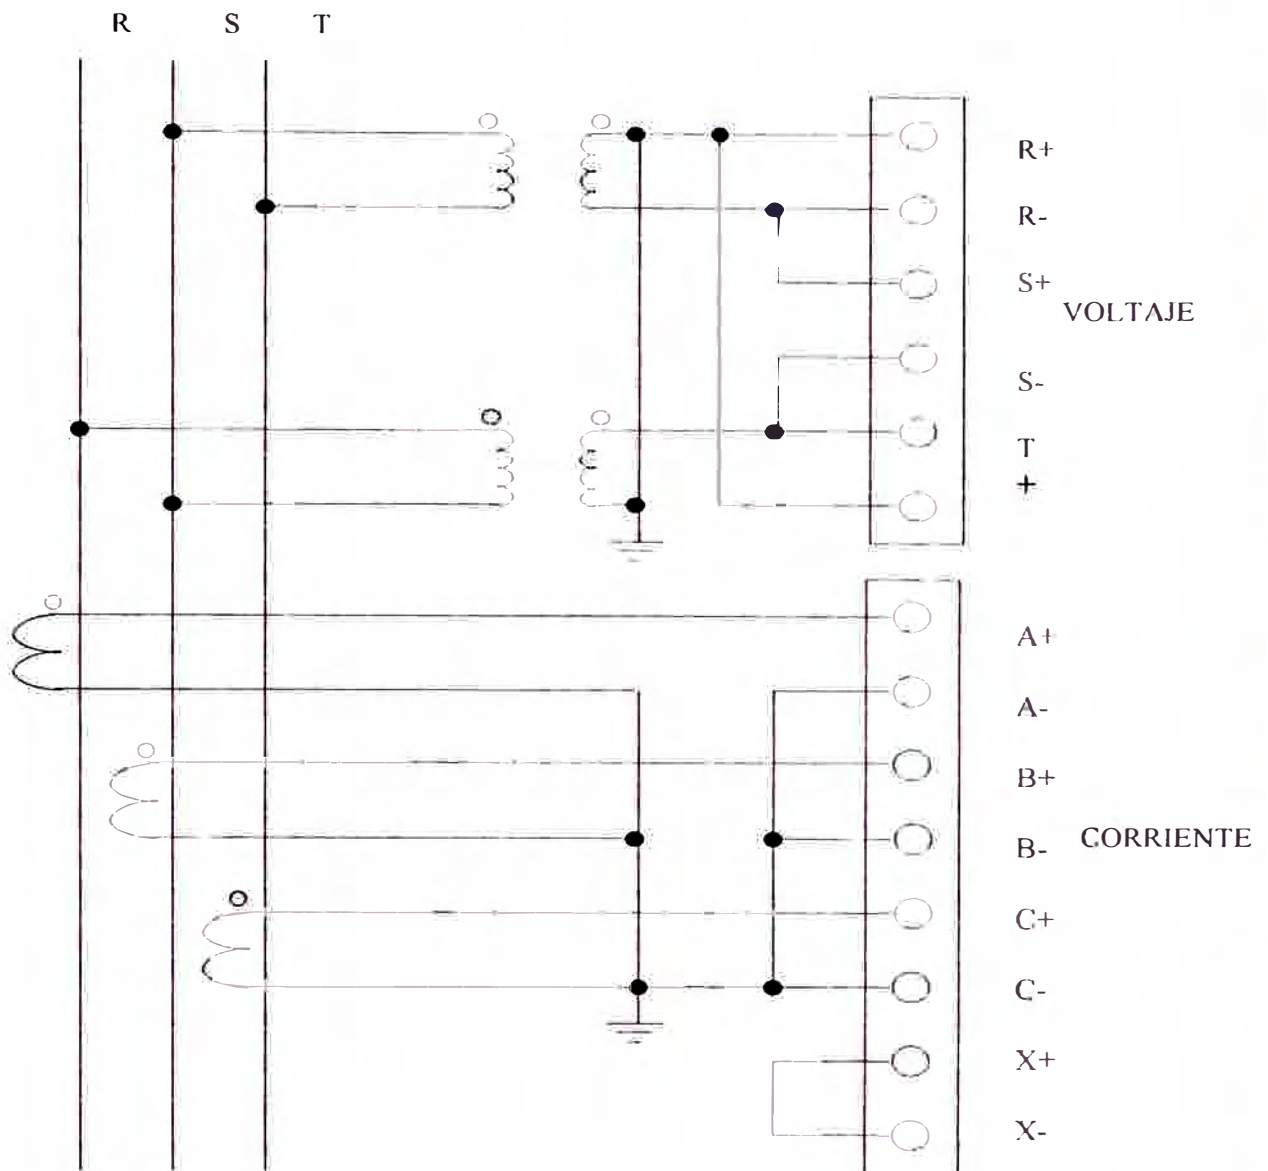 R S T
R+
R-
S+
VOLTAJE
S-
T
+
A+
A-
B+
B- CORRIENTE
C+
C-
X+
X-